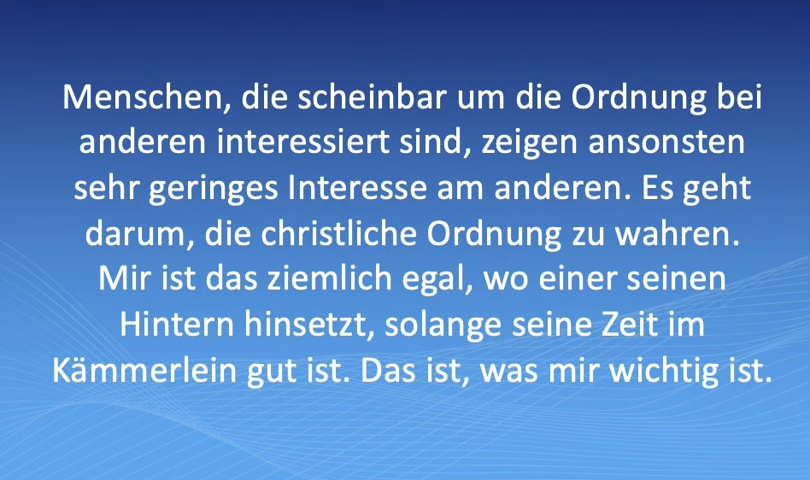 Menschen, die scheinbar um die Ordnung bei
anderen interessiert sind, zeigen ansonsten
sehr geringes Interesse am anderen. Es geht
darum, die christliche Ordnung zu wahren.
Mir ist das ziemlich egal, wo einer seinen
Hintern hinsetzt, solange seine Zeit im
Kämmerlein gut ist. Das ist, was mir wichtig ist.